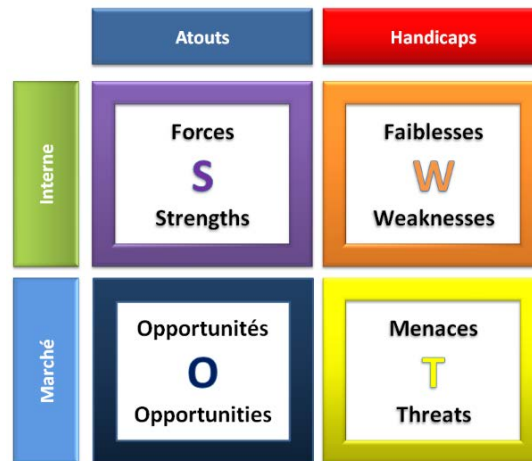 Atouts
Handicaps
Interne
Forces
S
Strengths
Faiblesses
W
Weaknesses
Marché
Opportunités
O
Opportunities
Menaces
T
Threats